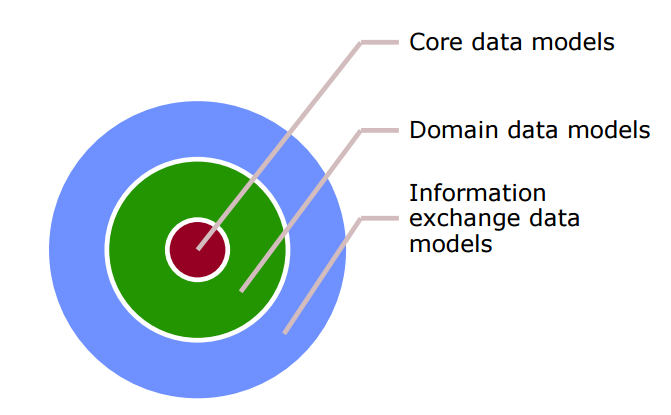 Core data models
Domain data models
Information
exchange data
models